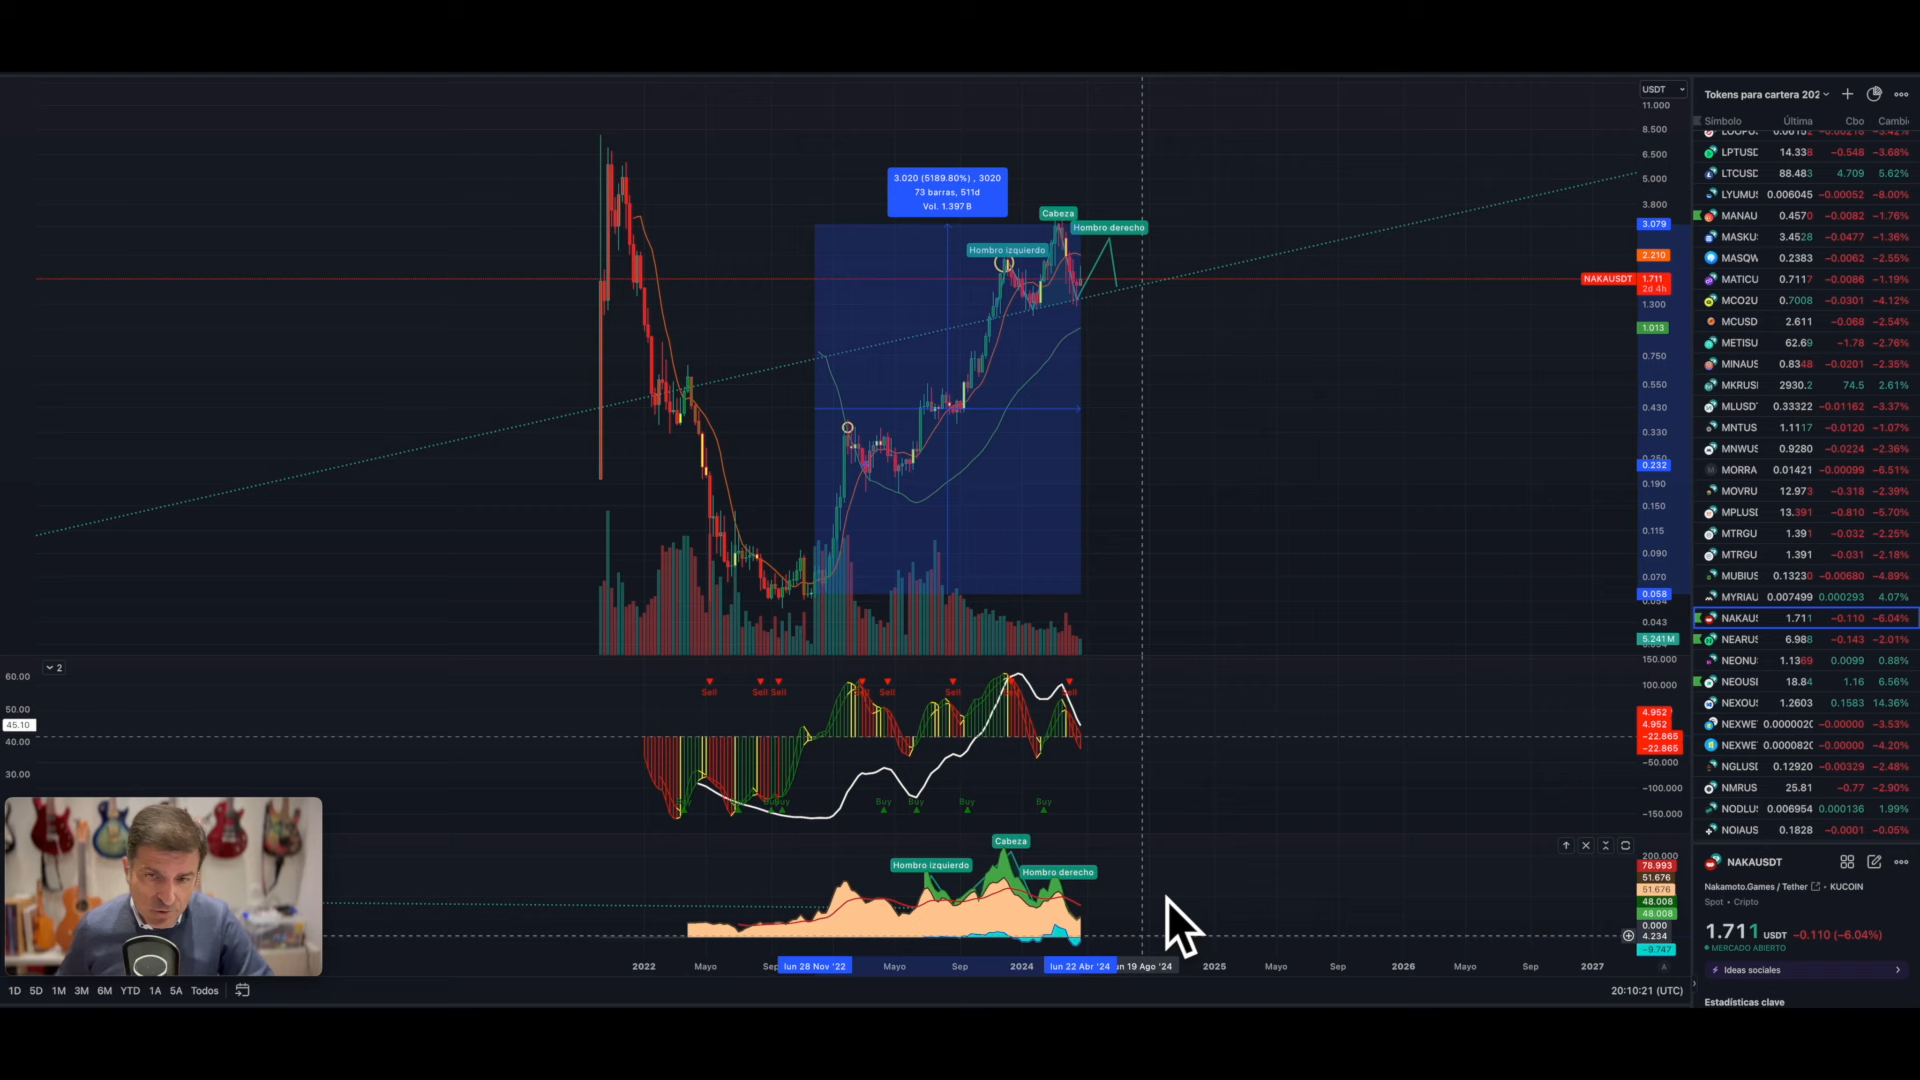 3.020 (5189.80%) , 3020
73 barras, 511d
Vol. 1.397 B
Cabeza
Hombro derecho
Hombro izquierdo
USDT
11.000
8.500
6.500
5.000
3.800
3.079
2.210
NAKAUSDT 1.711
2d 4h
1.300
1.013
0.750
0.550
0.430
0.330
0.232
0.190
0.150
0.115
0.090
0.070
0.058
0.043
5.241 M
2
60.00
50.00
45.10
40.00
30.00
Sell
Sell Sell
Sell
Sell
Sell
Buy
Buy
Buy
Buy
150.000
100.000
4.952
4.952
−22.865
−22.865
−50.000
−100.000
−150.000
Cabeza
Hombro izquierdo
Hombro derecho
200.000
78.993
51.676
51.676
48.008
48.008
0.000
4.234
−9.747
2022 Mayo Sep lun 28 Nov '22 Mayo Sep 2024 lun 22 Abr '24 un 19 Ago '24 2025 Mayo Sep 2026 Mayo Sep 2027
1D 5D 1M 3M 6M YTD 1A 5A Todos
20:10:21 (UTC)
Tokens para cartera 202
Símbolo Última Cbo Cambi
LPTUSD 14.338 −0.548 −3.68%
LTCUSD 88.483 4.709 5.62%
LYUMUS 0.006045 −0.00052 −8.00%
MANAU 0.4570 −0.0082 −1.76%
MASKU 3.4528 −0.0477 −1.36%
MASQW 0.2383 −0.0062 −2.55%
MATICU 0.7117 −0.0086 −1.19%
MCO2U 0.7008 −0.0301 −4.12%
MCUSD 2.611 −0.068 −2.54%
METISU 62.69 −1.78 −2.76%
MINAUS 0.8348 −0.0201 −2.35%
MKRUS 2930.2 74.5 2.61%
MLUSD 0.33322 −0.01162 −3.37%
MNTUS 1.1117 −0.0120 −1.07%
MNWUS 0.9280 −0.0224 −2.36%
MORRA 0.01421 −0.00099 −6.51%
MOVRU 12.973 −0.318 −2.39%
MPLUSI 13.391 −0.810 −5.70%
MTRGU 1.391 −0.032 −2.25%
MTRGU 1.391 −0.031 −2.18%
MUBIUS 0.13230 −0.00680 −4.89%
MYRIAU 0.007499 0.000293 4.07%
NAKAUS 1.711 −0.110 −6.04%
NEARUS 6.988 −0.143 −2.01%
NEONU 1.1369 0.0099 0.88%
NEOUSI 18.84 1.16 6.56%
NEXOUS 1.2603 0.1583 14.36%
NEXWE 0.0000020 −0.00000 −3.53%
NEXWE 0.0000082 −0.00000 −4.20%
NGLUSI 0.12920 −0.00329 −2.48%
NMRUS 25.81 −0.77 −2.90%
NODLUS 0.006954 0.000136 1.99%
NOIAUS 0.1828 −0.0001 −0.05%
NAKAUSDT
Nakamoto.Games / Tether • KUCOIN
Spot • Cripto
1.711 USDT −0.110 (−6.04%)
MERCADO ABIERTO
Ideas sociales
Estadísticas clave